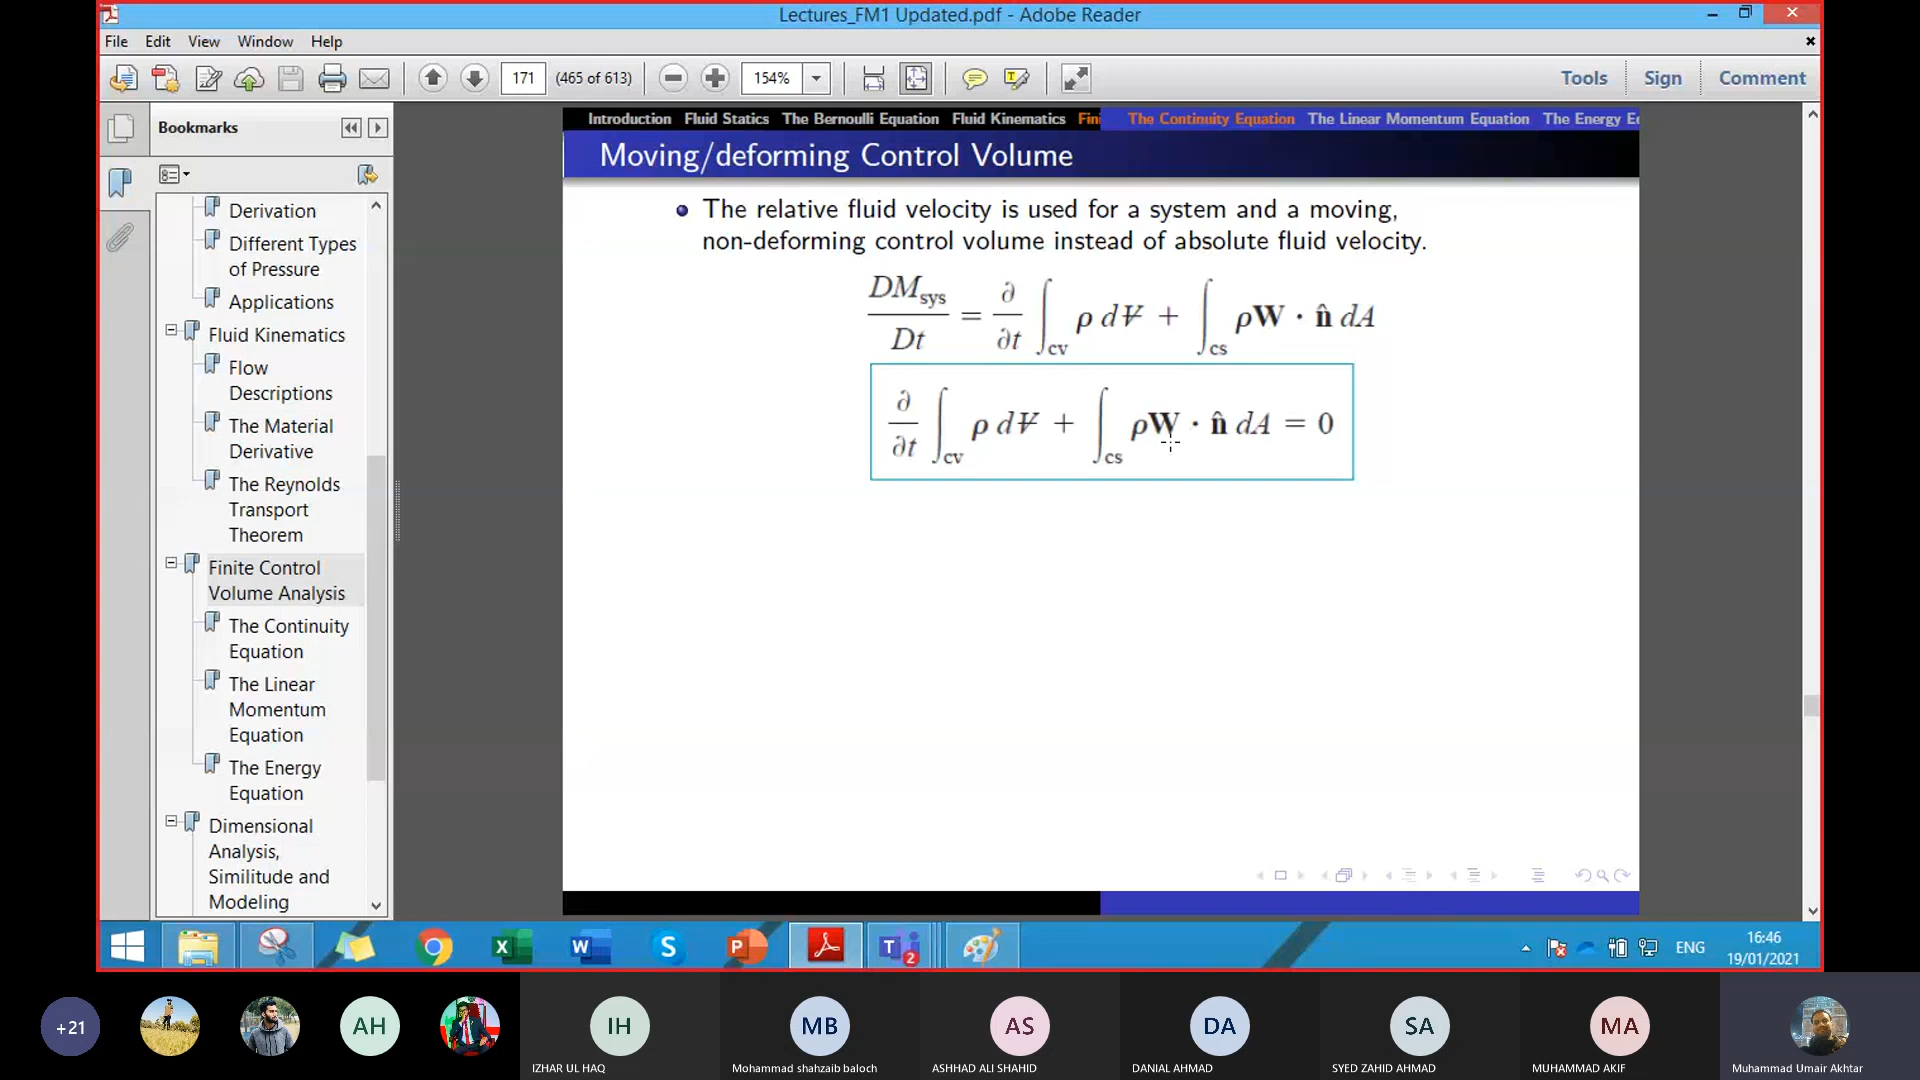 Lectures_FM1 Updated.pdf - Adobe Reader
File Edit View Window Help
171 (465 of 613) 154% Tools Sign Comment
Bookmarks
Derivation
Different Types
of Pressure
Applications
Fluid Kinematics
Flow
Descriptions
The Material
Derivative
The Reynolds
Transport
Theorem
Finite Control
Volume Analysis
The Continuity
Equation
The Linear
Momentum
Equation
The Energy
Equation
Dimensional
Analysis,
Similitude and
Modeling
Introduction Fluid Statics The Bernoulli Equation Fluid Kinematics Fini The Continuity Equation The Linear Momentum Equation The Energy E
Moving/deforming Control Volume
The relative fluid velocity is used for a system and a moving,
non-deforming control volume instead of absolute fluid velocity.
DM_sys/Dt = ∂/∂t ∫_cv ρ dV̶ + ∫_cs ρW · n̂ dA
∂/∂t ∫_cv ρ dV̶ + ∫_cs ρW · n̂ dA = 0
ENG
16:46
19/01/2021
2
+21
AH
IH
IZHAR UL HAQ
MB
Mohammad shahzaib baloch
AS
ASHHAD ALI SHAHID
DA
DANIAL AHMAD
SA
SYED ZAHID AHMAD
MA
MUHAMMAD AKIF
Muhammad Umair Akhtar